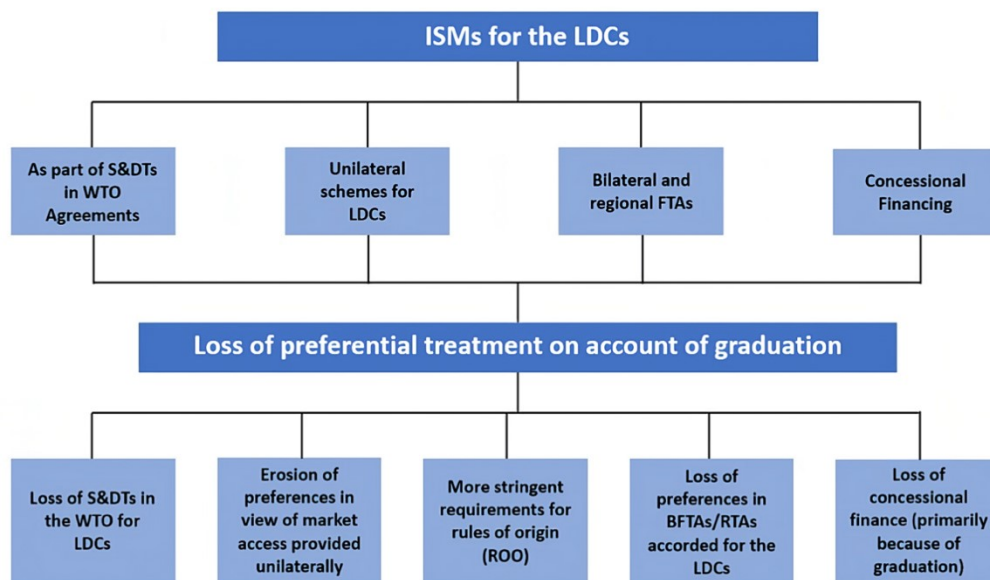 ISMs for the LDCs
As part of S&DTs
in WTO
Agreements
Unilateral
schemes for
LDCs
Bilateral and
regional FTAs
Concessional
Financing
Loss of preferential treatment on account of graduation
Loss of S&DTs in
the WTO for
LDCs
Erosion of
preferences in
view of market
access provided
unilaterally
More stringent
requirements for
rules of origin
(ROO)
Loss of
preferences in
BFTAs/RTAs
accorded for the
LDCs
Loss of
concessional
finance (primarily
because of
graduation)